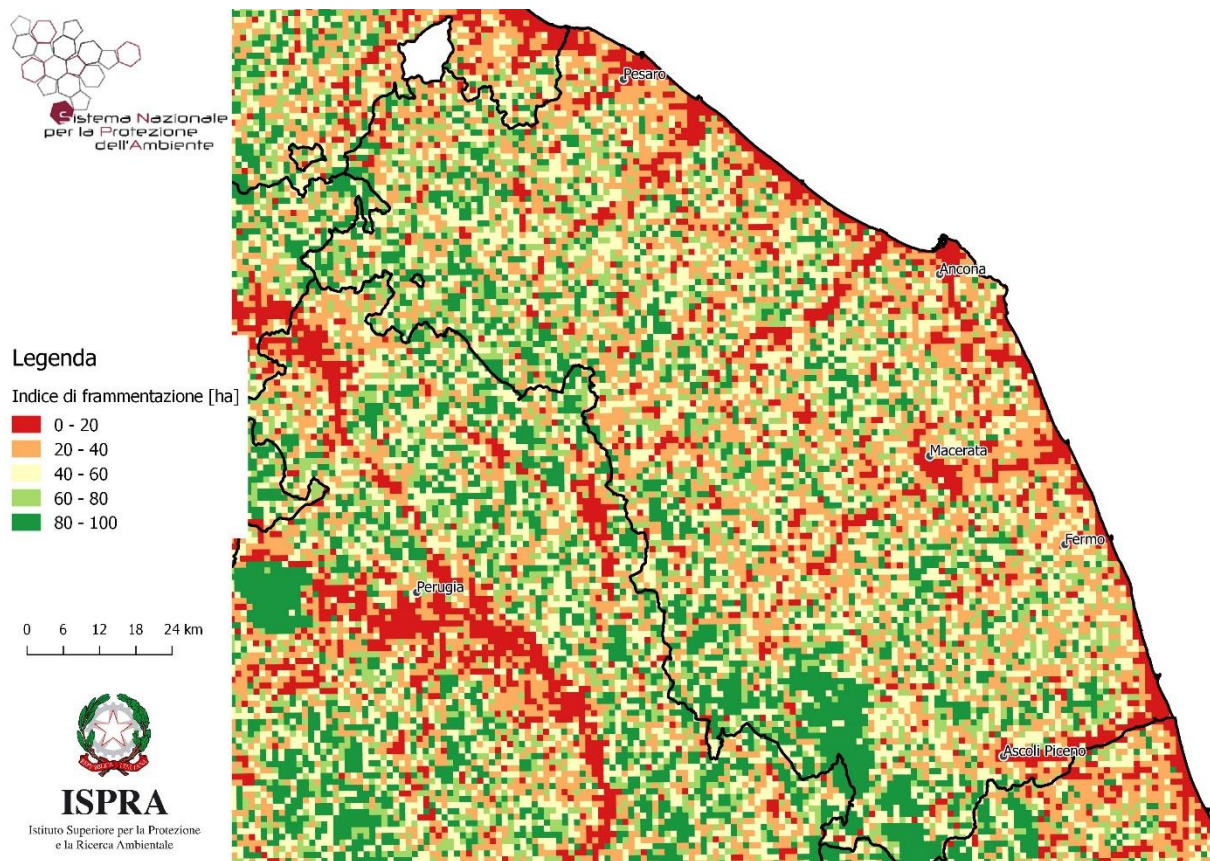 Sistema Nazionale
per la Protezione
dell'Ambiente
Legenda
Indice di frammentazione [ha]
0 - 20
20 - 40
40 - 60
60 - 80
80 - 100
0 6 12 18 24 km
REPVBBLICA ITALIANA
ISPRA
Istituto Superiore per la Protezione
e la Ricerca Ambientale
Pesaro
Ancona
Macerata
Fermo
Perugia
Ascoli Piceno